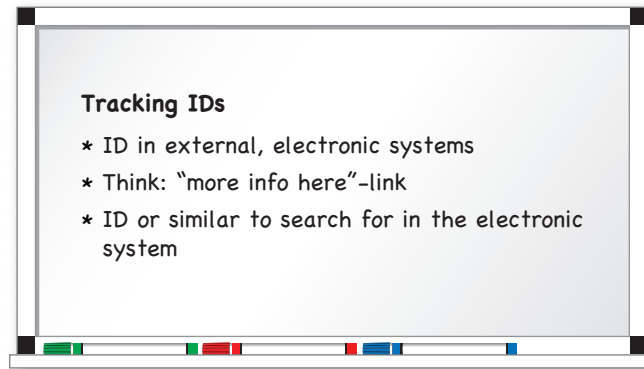 Tracking IDs
* ID in external, electronic systems
* Think: “more info here”-link
* ID or similar to search for in the electronic
system